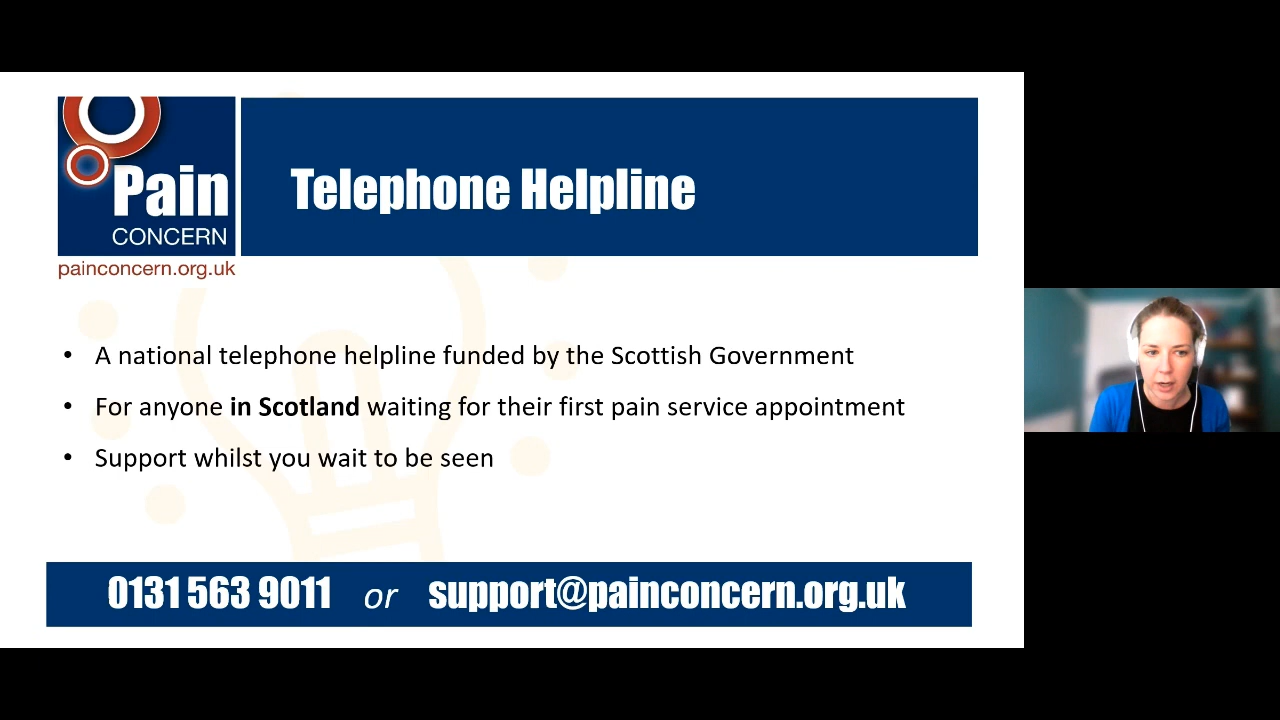 Pain
CONCERN
painconcern.org.uk
Telephone Helpline
• A national telephone helpline funded by the Scottish Government
• For anyone in Scotland waiting for their first pain service appointment
• Support whilst you wait to be seen
0131 563 9011 or support@painconcern.org.uk